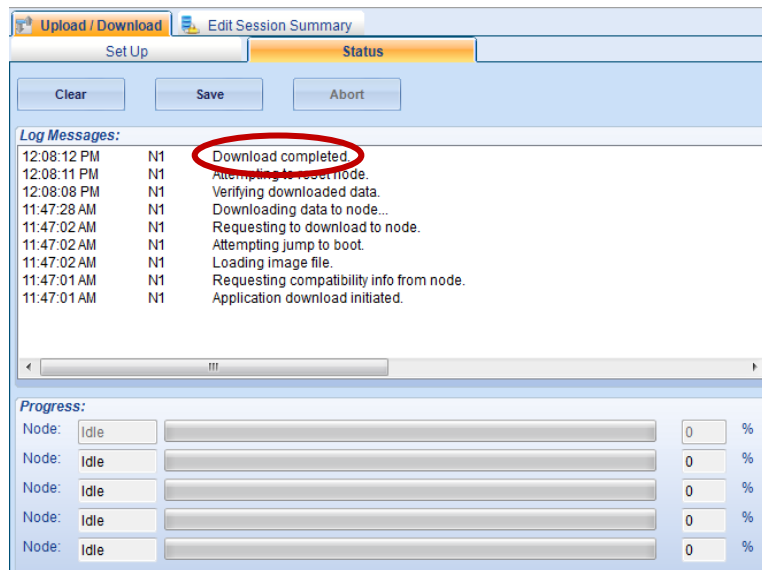 Upload / Download Edit Session Summary
Set Up Status
Clear Save Abort
Log Messages:
12:08:12 PM N1 Download completed.
12:08:11 PM N1 Attempting to reset node.
12:08:08 PM N1 Verifying downloaded data.
11:47:28 AM N1 Downloading data to node...
11:47:02 AM N1 Requesting to download to node.
11:47:02 AM N1 Attempting jump to boot.
11:47:02 AM N1 Loading image file.
11:47:01 AM N1 Requesting compatibility info from node.
11:47:01 AM N1 Application download initiated.
Progress:
Node: Idle 0 %
Node: Idle 0 %
Node: Idle 0 %
Node: Idle 0 %
Node: Idle 0 %